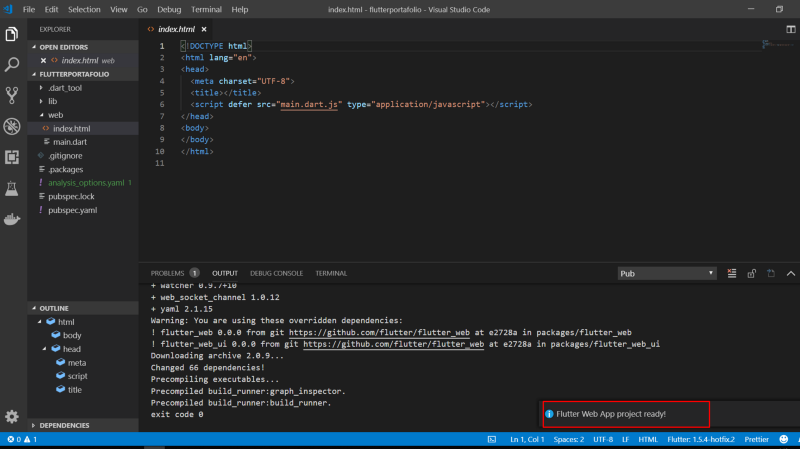 File Edit Selection View Go Debug Terminal Help
index.html - flutterportafolio - Visual Studio Code
EXPLORER
OPEN EDITORS
index.html web
FLUTTERPORTAFOLIO
.dart_tool
lib
web
index.html
main.dart
.gitignore
.packages
analysis_options.yaml 1
pubspec.lock
pubspec.yaml
OUTLINE
html
body
head
meta
script
title
DEPENDENCIES
index.html
1 <!DOCTYPE html>
2 <html lang="en">
3 <head>
4 <meta charset="UTF-8">
5 <title></title>
6 <script defer src="main.dart.js" type="application/javascript"></script>
7 </head>
8 <body>
9 </body>
10 </html>
11
PROBLEMS 1 OUTPUT DEBUG CONSOLE TERMINAL
Pub
+ watcher 0.9.7+10
+ web_socket_channel 1.0.12
+ yaml 2.1.15
Warning: You are using these overridden dependencies:
! flutter_web 0.0.0 from git https://github.com/flutter/flutter_web at e2728a in packages/flutter_web
! flutter_web_ui 0.0.0 from git https://github.com/flutter/flutter_web at e2728a in packages/flutter_web_ui
Downloading archive 2.0.9...
Changed 66 dependencies!
Precompiling executables...
Precompiled build_runner:graph_inspector.
Precompiled build_runner:build_runner.
exit code 0
Flutter Web App project ready!
0 1
Ln 1, Col 1 Spaces: 2 UTF-8 LF HTML Flutter: 1.5.4-hotfix.2 Prettier